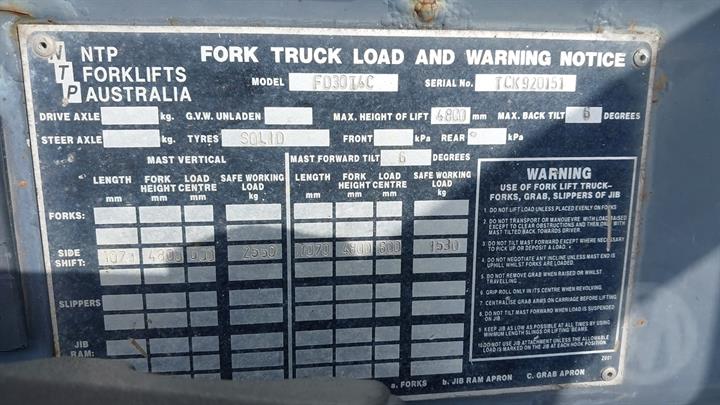 NTP FORKLIFTS AUSTRALIA
FORK TRUCK LOAD AND WARNING NOTICE
MODEL FD30T4C SERIAL No. TCK920151
DRIVE AXLE kg. G.V.W. UNLADEN MAX. HEIGHT OF LIFT 4800 mm MAX. BACK TILT 6 DEGREES
STEER AXLE kg. TYRES SOLID FRONT kPa REAR kPa
MAST VERTICAL MAST FORWARD TILT 6 DEGREES
LENGTH mm FORK HEIGHT mm LOAD CENTRE mm SAFE WORKING LOAD kg
LENGTH mm FORK HEIGHT mm LOAD CENTRE mm SAFE WORKING LOAD kg
FORKS:
SIDE SHIFT: 1070 4800 600 1070 4800 600 1530
SLIPPERS
JIB RAM:
a. FORKS b. JIB RAM APRON C. GRAB APRON
WARNING
USE OF FORK LIFT TRUCK–
FORKS, GRAB, SLIPPERS OF JIB
1. DO NOT LIFT LOAD UNLESS PLACED EVENLY ON FORKS
2. DO NOT TRANSPORT OR MANOEUVRE WITH LOAD RAISED
EXCEPT TO CLEAR OBSTRUCTIONS AND THEN ONLY WITH
MAST TILTED BACK TOWARDS DRIVER.
3. DO NOT TILT MAST FORWARD EXCEPT WHERE NECESSARY
TO PICK UP OR DEPOSIT A LOAD.
4. DO NOT NEGOTIATE ANY INCLINE UNLESS MAST END IS
UPHILL WHILST FORKS ARE LOADED.
5. DO NOT REMOVE GRAB WHEN RAISED OR WHILST
TRAVELLING.
6. GRIP ROLL ONLY IN ITS CENTRE WHEN REVOLVING.
7. CENTRALISE GRAB ARMS ON CARRIAGE BEFORE LIFTING
8. DO NOT TILT MAST FORWARD WHEN LOAD IS SUSPENDED
ON JIB.
9. KEEP JIB AS LOW AS POSSIBLE AT ALL TIMES BY USING
MINIMUM LENGTH SLINGS OR LIFTING BEAMS.
10. DO NOT USE JIB ATTACHMENT UNLESS THE ALLOWABLE
LOAD IS MARKED ON THE JIB AT EACH HOOK POSITION